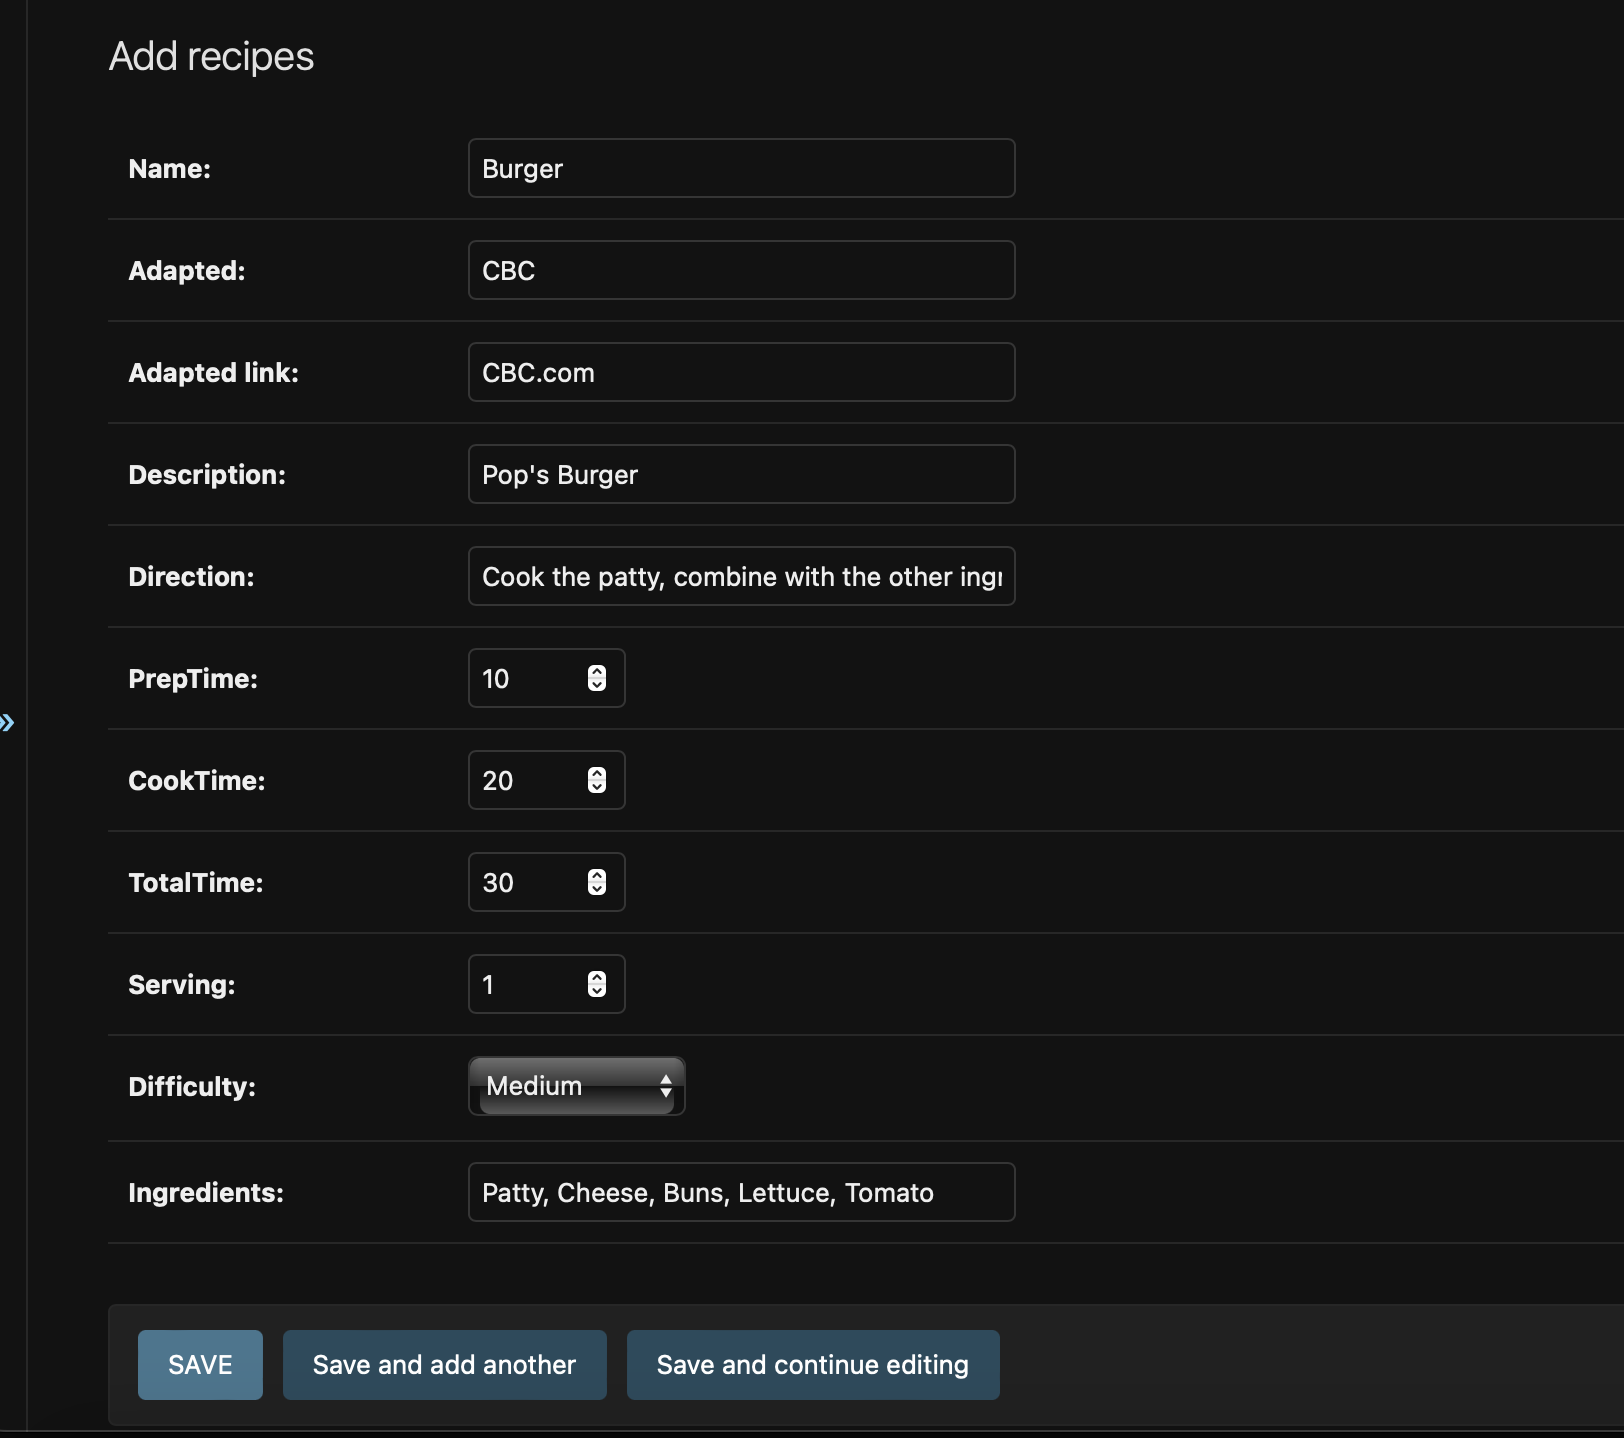 Add recipes
Name: Burger
Adapted: CBC
Adapted link: CBC.com
Description: Pop's Burger
Direction: Cook the patty, combine with the other ingr
PrepTime: 10
CookTime: 20
TotalTime: 30
Serving: 1
Difficulty: Medium
Ingredients: Patty, Cheese, Buns, Lettuce, Tomato
SAVE Save and add another Save and continue editing